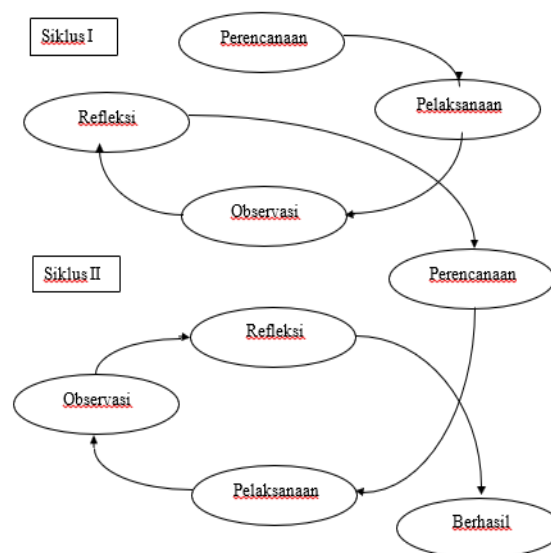 Siklus I
Perencanaan
Pelaksanaan
Refleksi
Observasi
Siklus II
Perencanaan
Refleksi
Observasi
Pelaksanaan
Berhasil